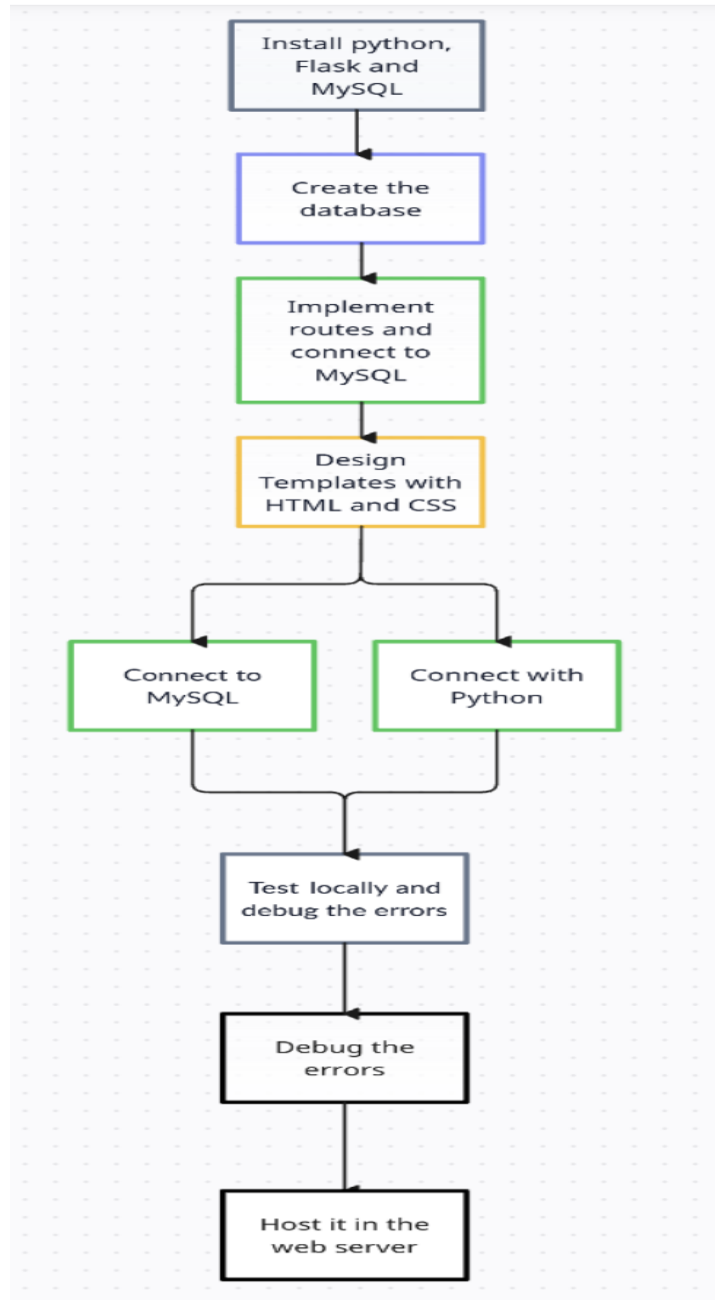 Install python,
Flask and
MySQL
Create the
database
Implement
routes and
connect to
MySQL
Design
Templates with
HTML and CSS
Connect to
MySQL
Connect with
Python
Test locally and
debug the errors
Debug the
errors
Host it in the
web server